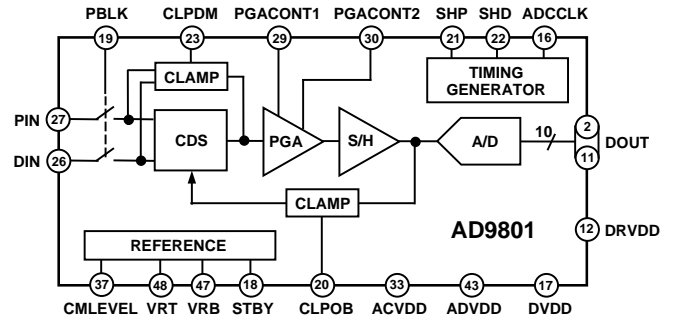 PBLK CLPDM PGACONT1 PGACONT2 SHP SHD ADCCLK
19 23 29 30 21 22 16
CLAMP
TIMING
GENERATOR
PIN 27
DIN 26
CDS
PGA
S/H
A/D
10
2
11
DOUT
CLAMP
AD9801
12 DRVDD
REFERENCE
37 48 47 18 20 33 43 17
CMLEVEL VRT VRB STBY CLPOB ACVDD ADVDD DVDD